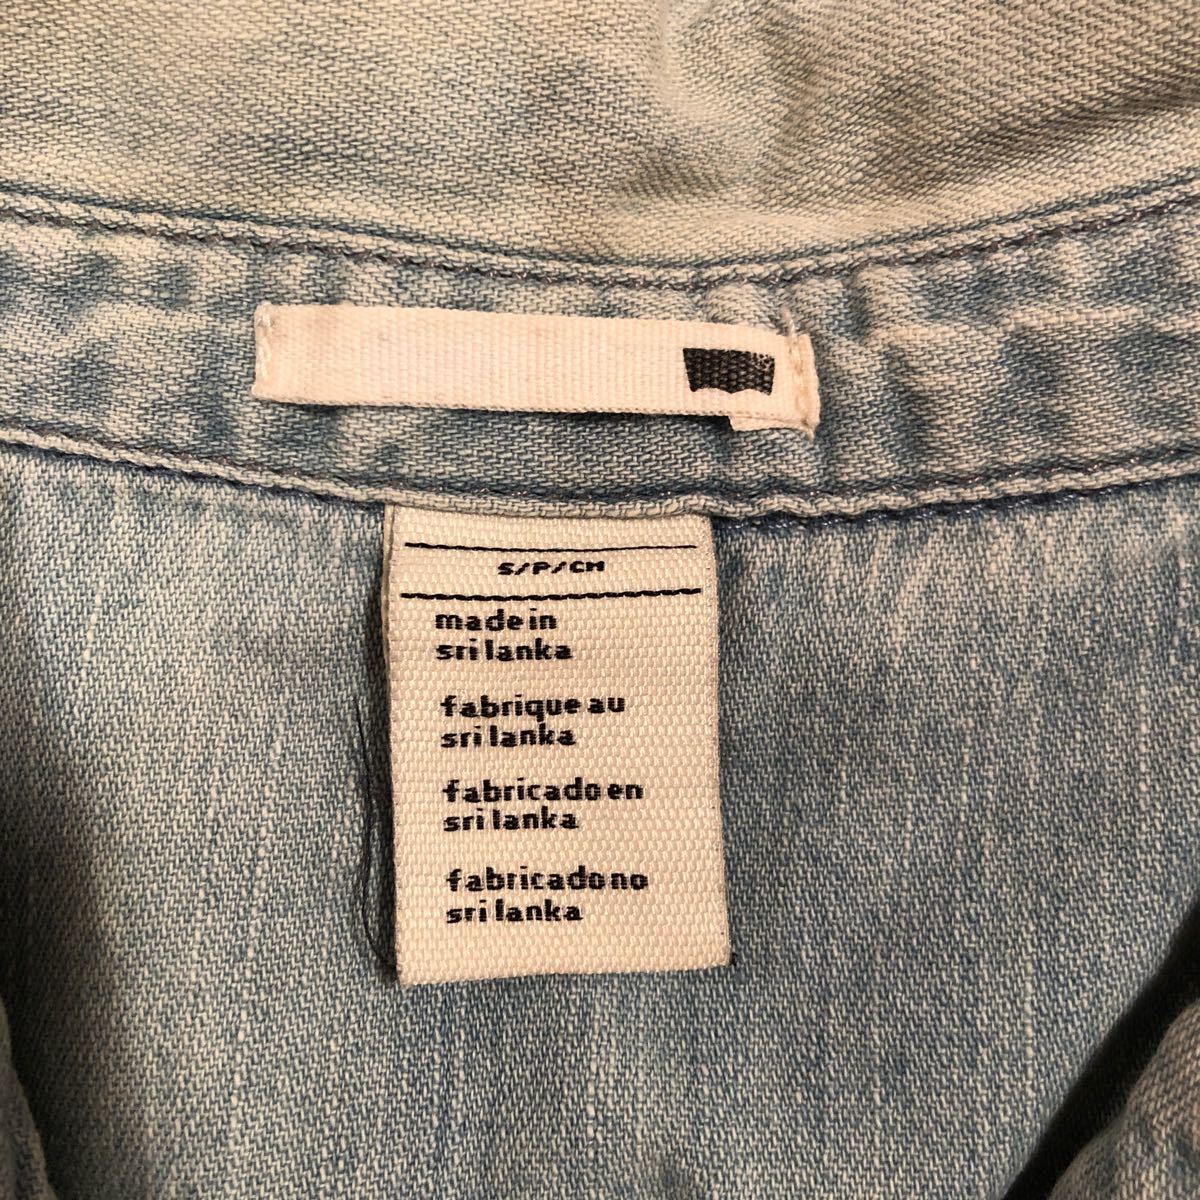 S/P/CH
made in
sri lanka
fabrique au
sri lanka
fabricado en
sri lanka
fabricado no
sri lanka